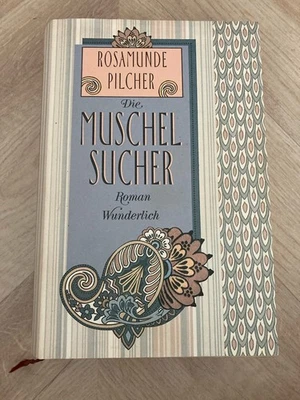 ROSAMUNDE
PILCHER
Die
MUSCHEL
SUCHER
Roman
Wunderlich